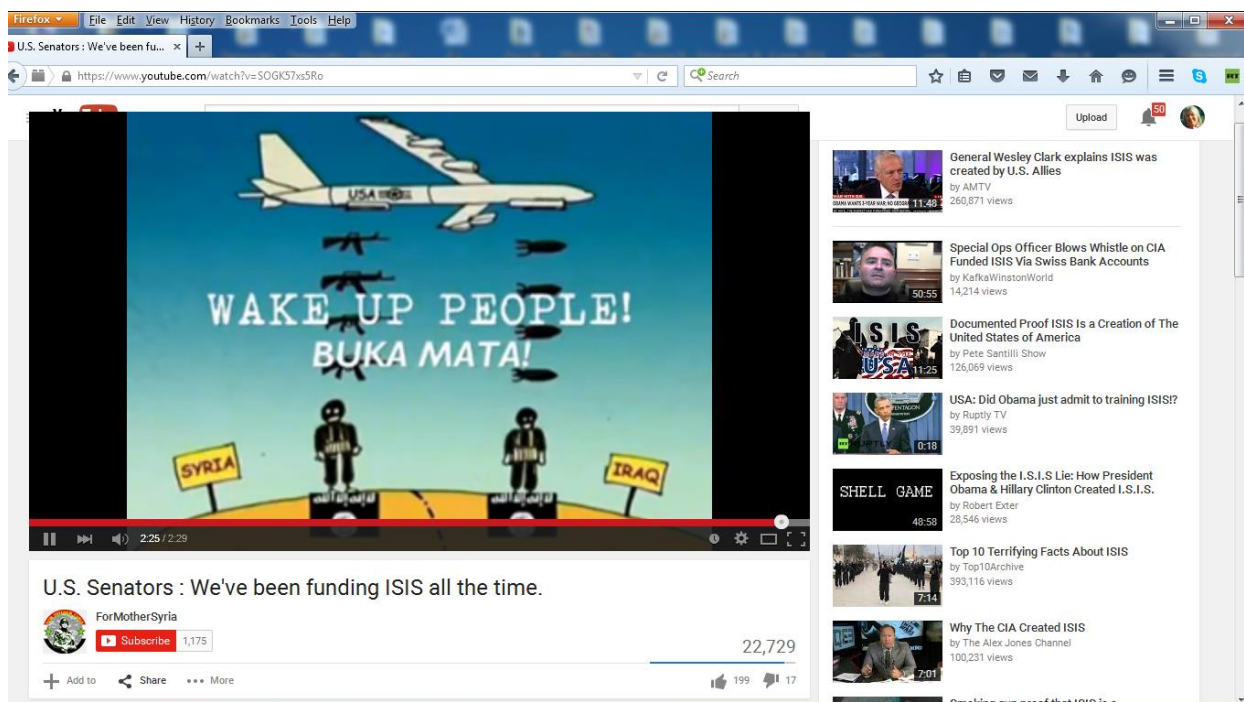 Firefox
File Edit View History Bookmarks Tools Help
U.S. Senators : We've been fu...
https://www.youtube.com/watch?v=SOGK57xs5Ro
Search
Upload
50
USA
WAKE UP PEOPLE!
BUKA MATA!
SYRIA
IRAQ
2:25 / 2:29
U.S. Senators : We've been funding ISIS all the time.
ForMotherSyria
Subscribe 1,175
22,729
Add to Share More
199 17
General Wesley Clark explains ISIS was
created by U.S. Allies
by AMTV
260,871 views
11:48
Special Ops Officer Blows Whistle on CIA
Funded ISIS Via Swiss Bank Accounts
by KafkaWinstonWorld
14,214 views
50:55
Documented Proof ISIS Is a Creation of The
United States of America
by Pete Santilli Show
126,069 views
ISIS
USA
11:25
USA: Did Obama just admit to training ISIS!?
by Ruptly TV
39,891 views
0:18
Exposing the I.S.I.S Lie: How President
Obama & Hillary Clinton Created I.S.I.S.
by Robert Exter
28,546 views
SHELL GAME
48:58
Top 10 Terrifying Facts About ISIS
by Top10Archive
393,116 views
7:14
Why The CIA Created ISIS
by The Alex Jones Channel
100,231 views
7:01